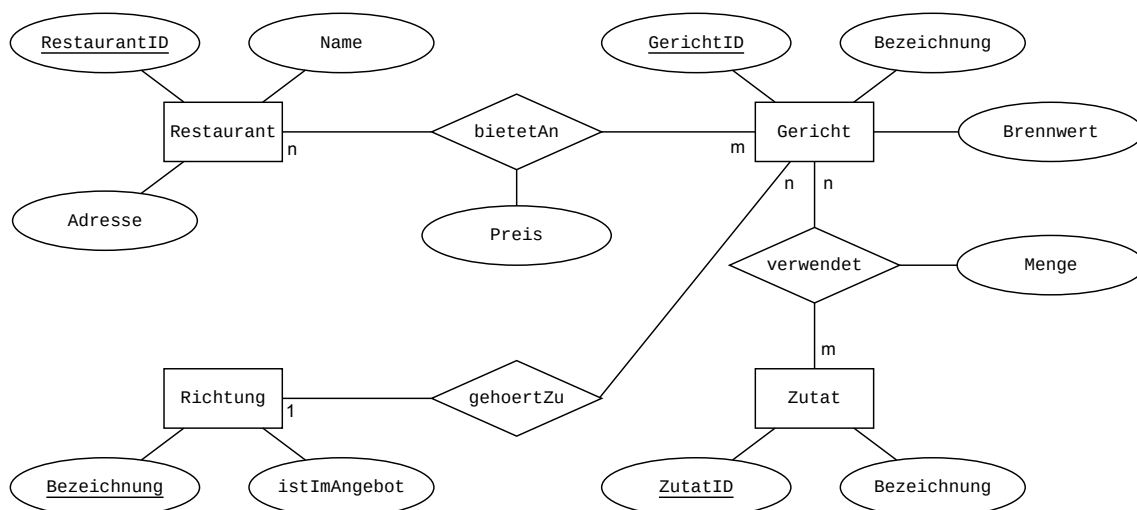 RestaurantID
Name
GerichtID
Bezeichnung
Restaurant
n
bietetAn
m
Gericht
Brennwert
n
n
Adresse
Preis
verwendet
Menge
m
Richtung
1
gehoertZu
Zutat
Bezeichnung
istImAngebot
ZutatID
Bezeichnung